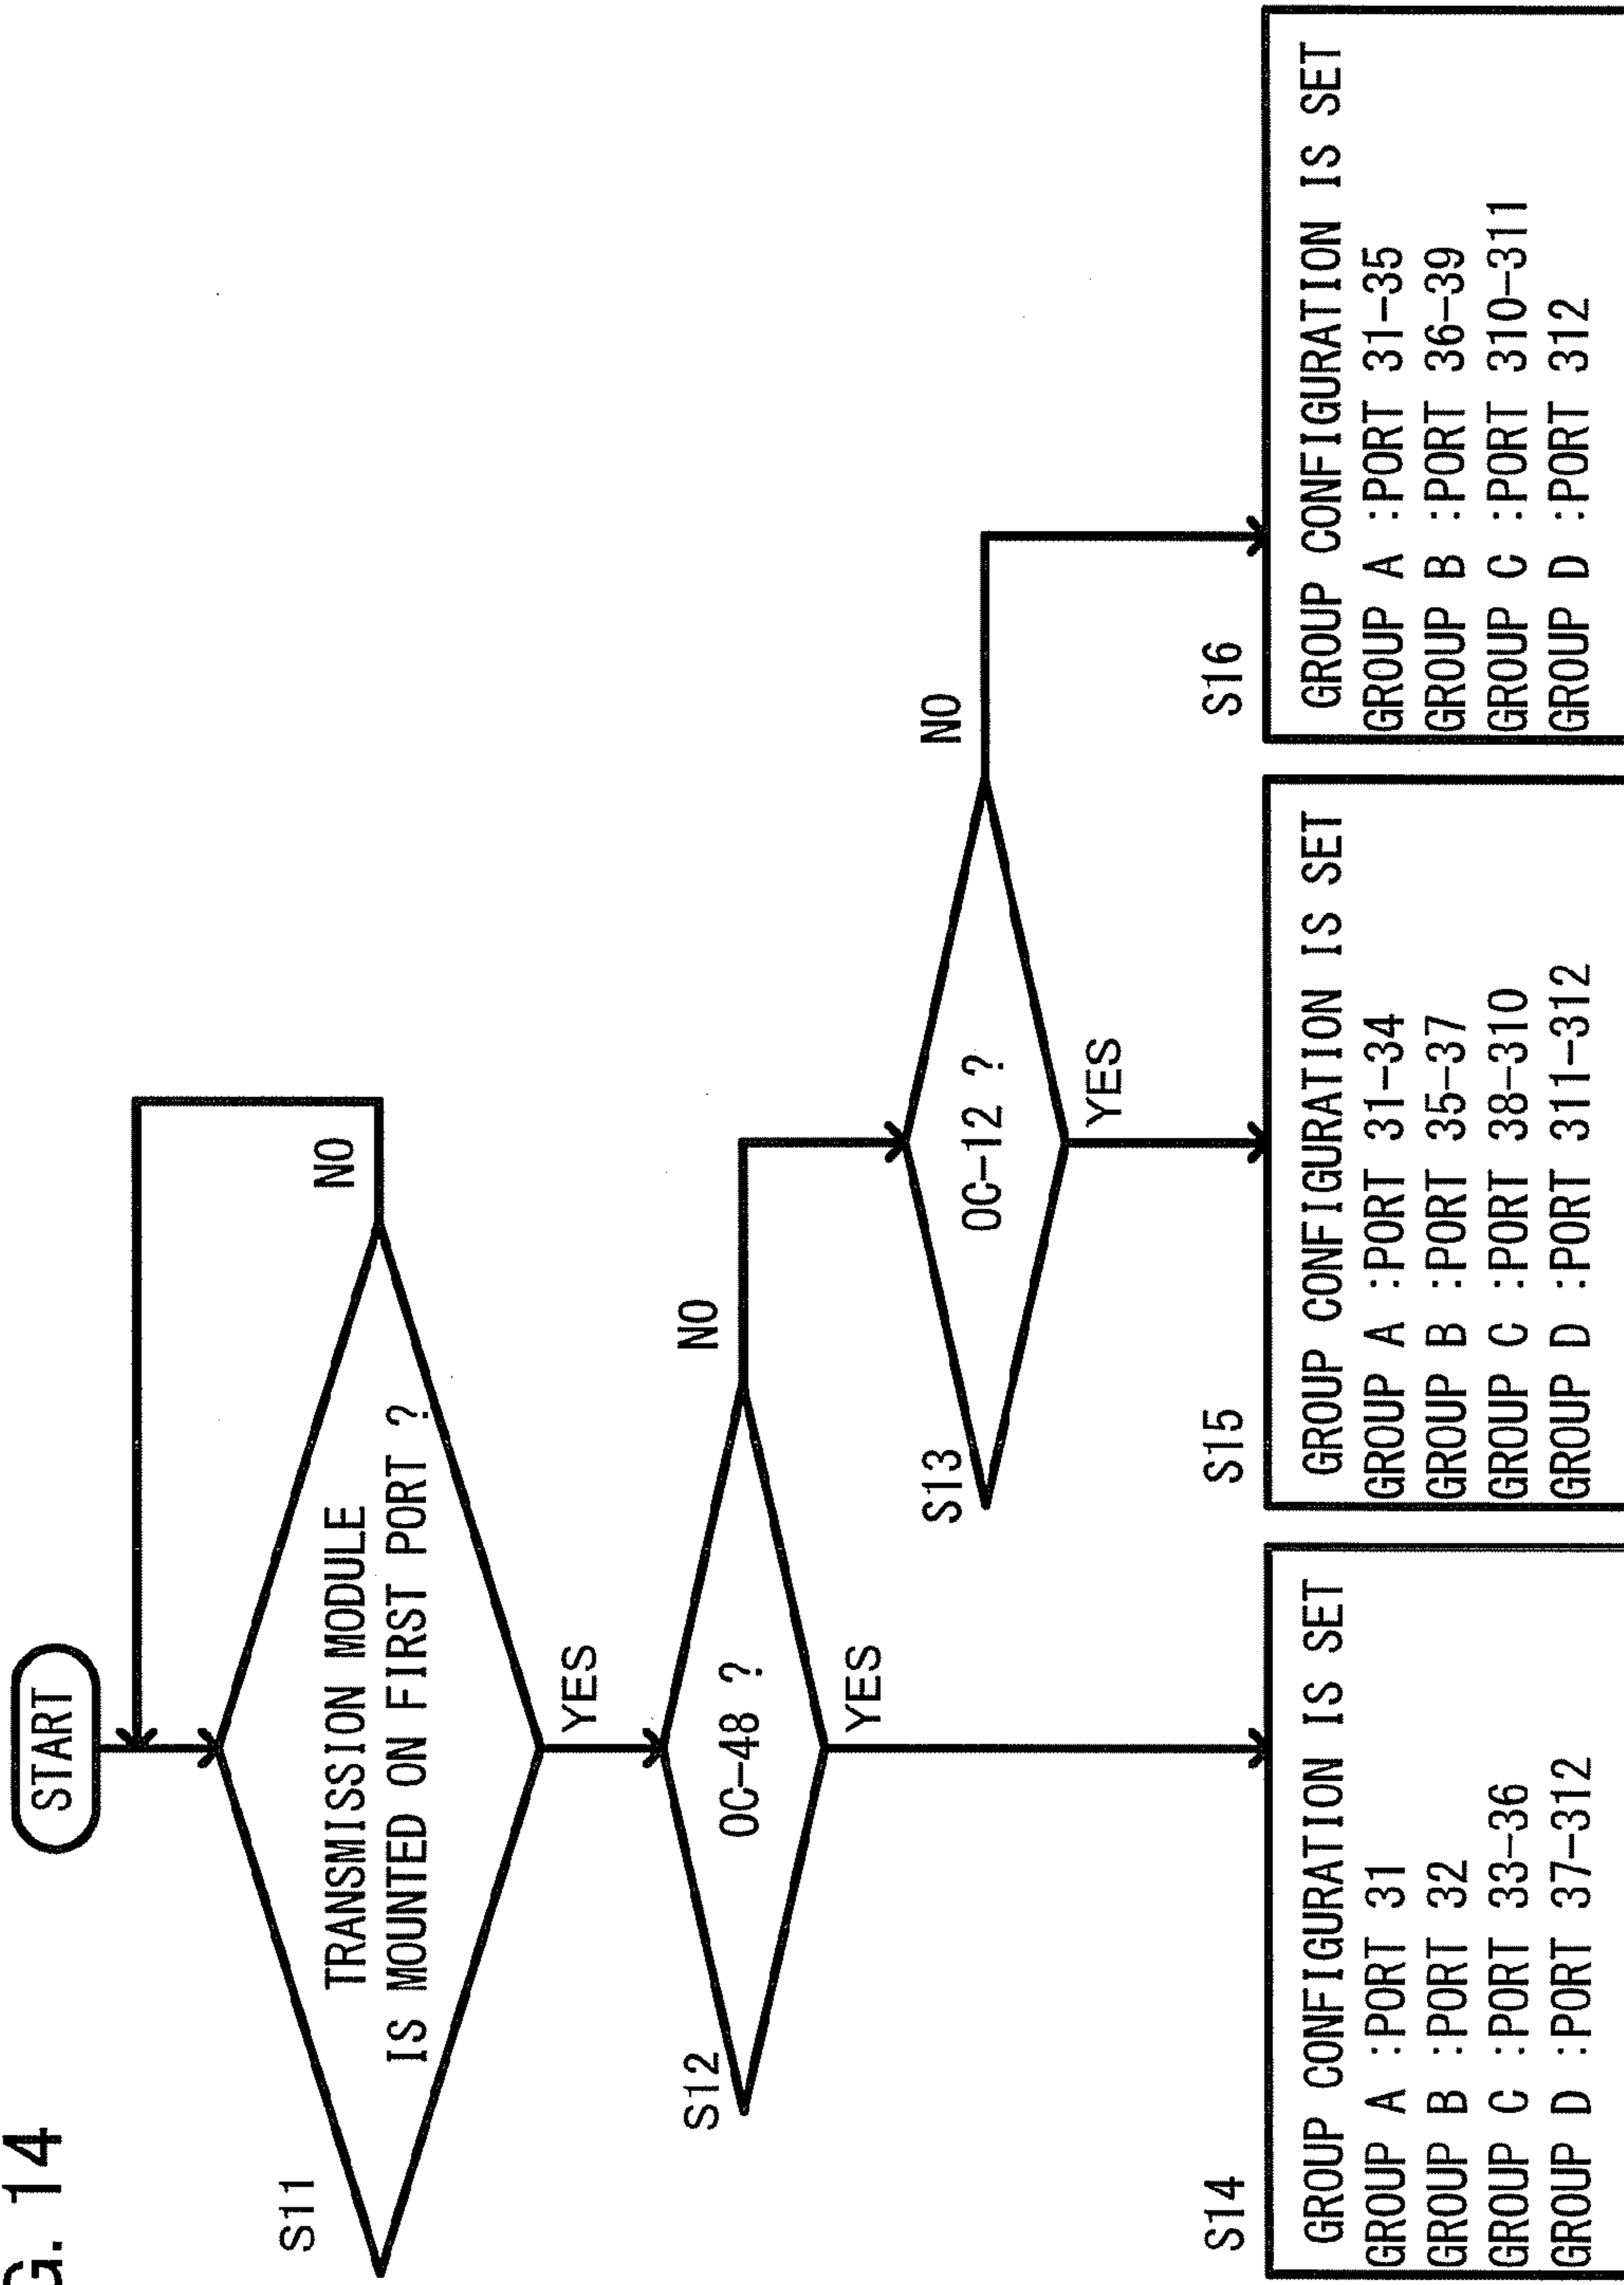 G. 14
START
S11
TRANSMISSION MODULE
IS MOUNTED ON FIRST PORT ?
NO
YES
S12
OC-48 ?
NO
YES
S13
OC-12 ?
NO
YES
S14
GROUP CONFIGURATION IS SET
GROUP A :PORT 31
GROUP B :PORT 32
GROUP C :PORT 33-36
GROUP D :PORT 37-312
S15
GROUP CONFIGURATION IS SET
GROUP A :PORT 31-34
GROUP B :PORT 35-37
GROUP C :PORT 38-310
GROUP D :PORT 311-312
S16
GROUP CONFIGURATION IS SET
GROUP A :PORT 31-35
GROUP B :PORT 36-39
GROUP C :PORT 310-311
GROUP D :PORT 312